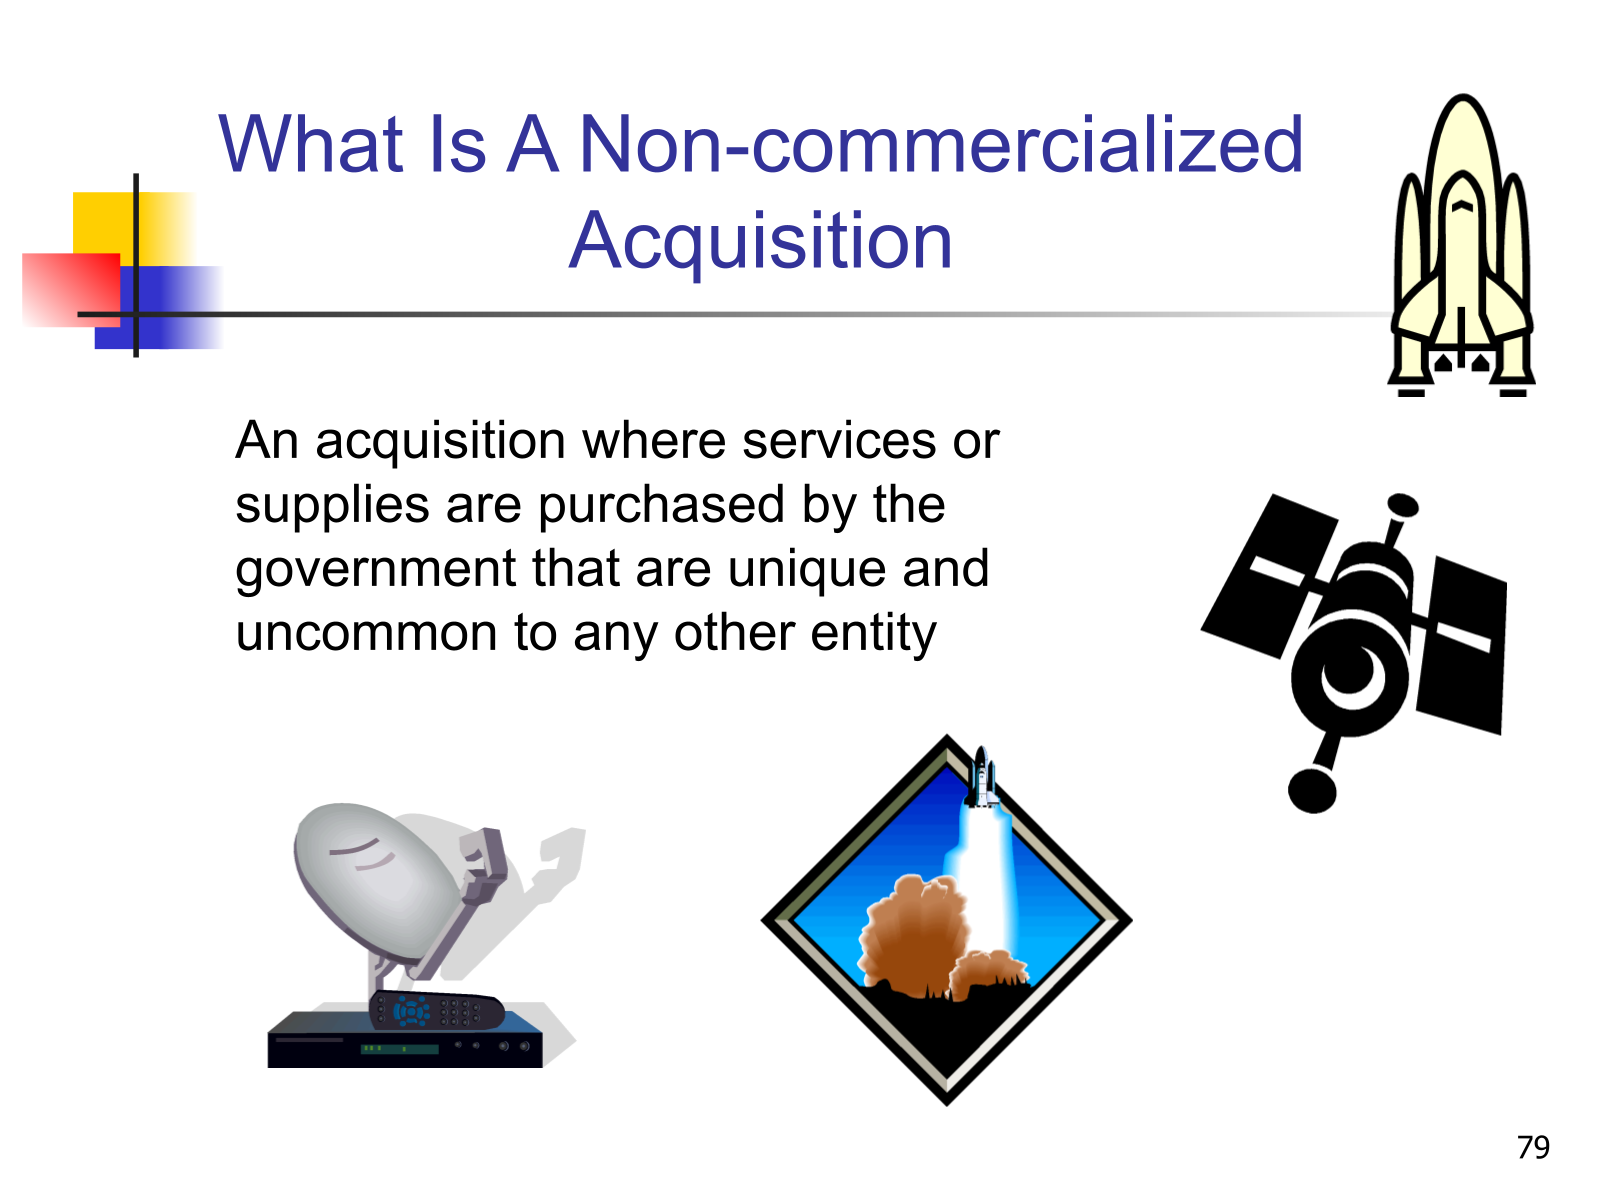 What Is A Non-commercialized
Acquisition
An acquisition where services or
supplies are purchased by the
government that are unique and
uncommon to any other entity
79